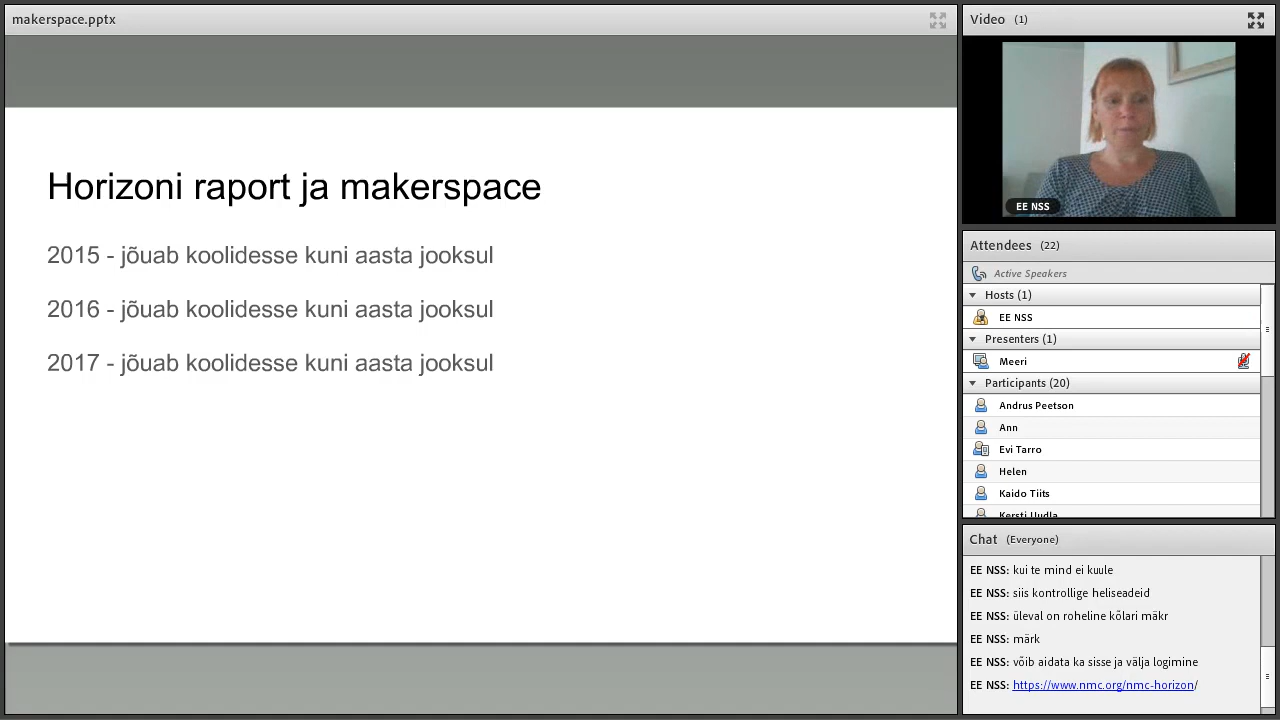 makerspace.pptx
Horizoni raport ja makerspace
2015 - jõuab koolidesse kuni aasta jooksul
2016 - jõuab koolidesse kuni aasta jooksul
2017 - jõuab koolidesse kuni aasta jooksul
Video (1)
EE NSS
Attendees (22)
Active Speakers
Hosts (1)
EE NSS
Presenters (1)
Meeri
Participants (20)
Andrus Peetson
Ann
Evi Tarro
Helen
Kaido Tiits
Kersti Uudla
Chat (Everyone)
EE NSS: kui te mind ei kuule
EE NSS: siis kontrollige heliseadeid
EE NSS: üleval on roheline kõlari mäkr
EE NSS: märk
EE NSS: võib aidata ka sisse ja välja logimine
EE NSS: https://www.nmc.org/nmc-horizon/